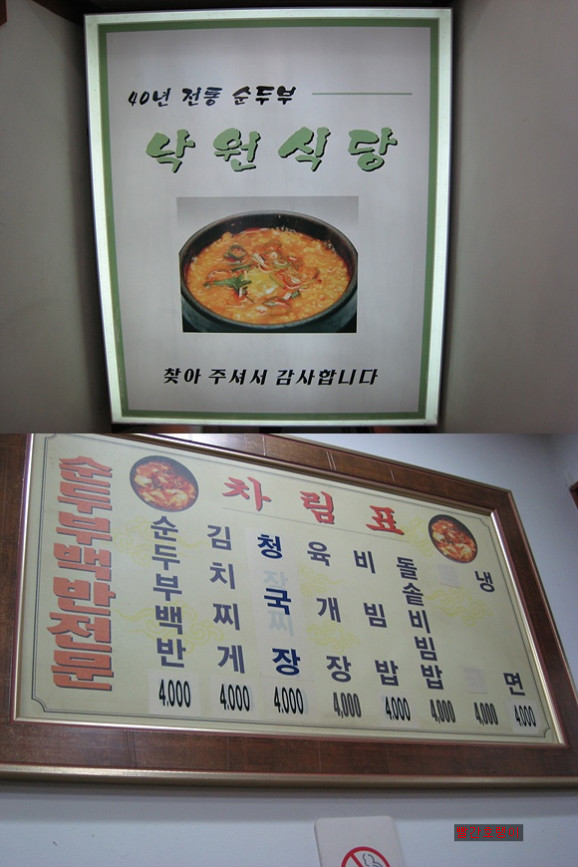 40년 전통 순두부
낙원식당
찾아 주셔서 감사합니다
차림표
순두부백반전문
순두부백반 4,000
김치찌게 4,000
청국장 4,000
육개장 4,000
비빔밥 4,000
돌솥비빔밥 4,000
4,000
냉면 4,000